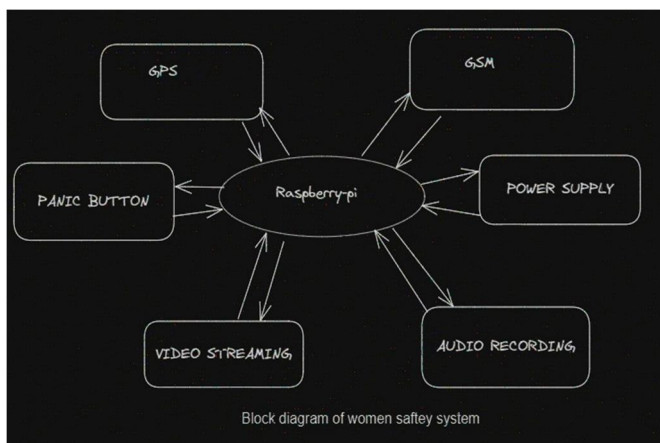 GPS
GSM
PANIC BUTTON
Raspberry-pi
POWER SUPPLY
VIDEO STREAMING
AUDIO RECORDING
Block diagram of women saftey system